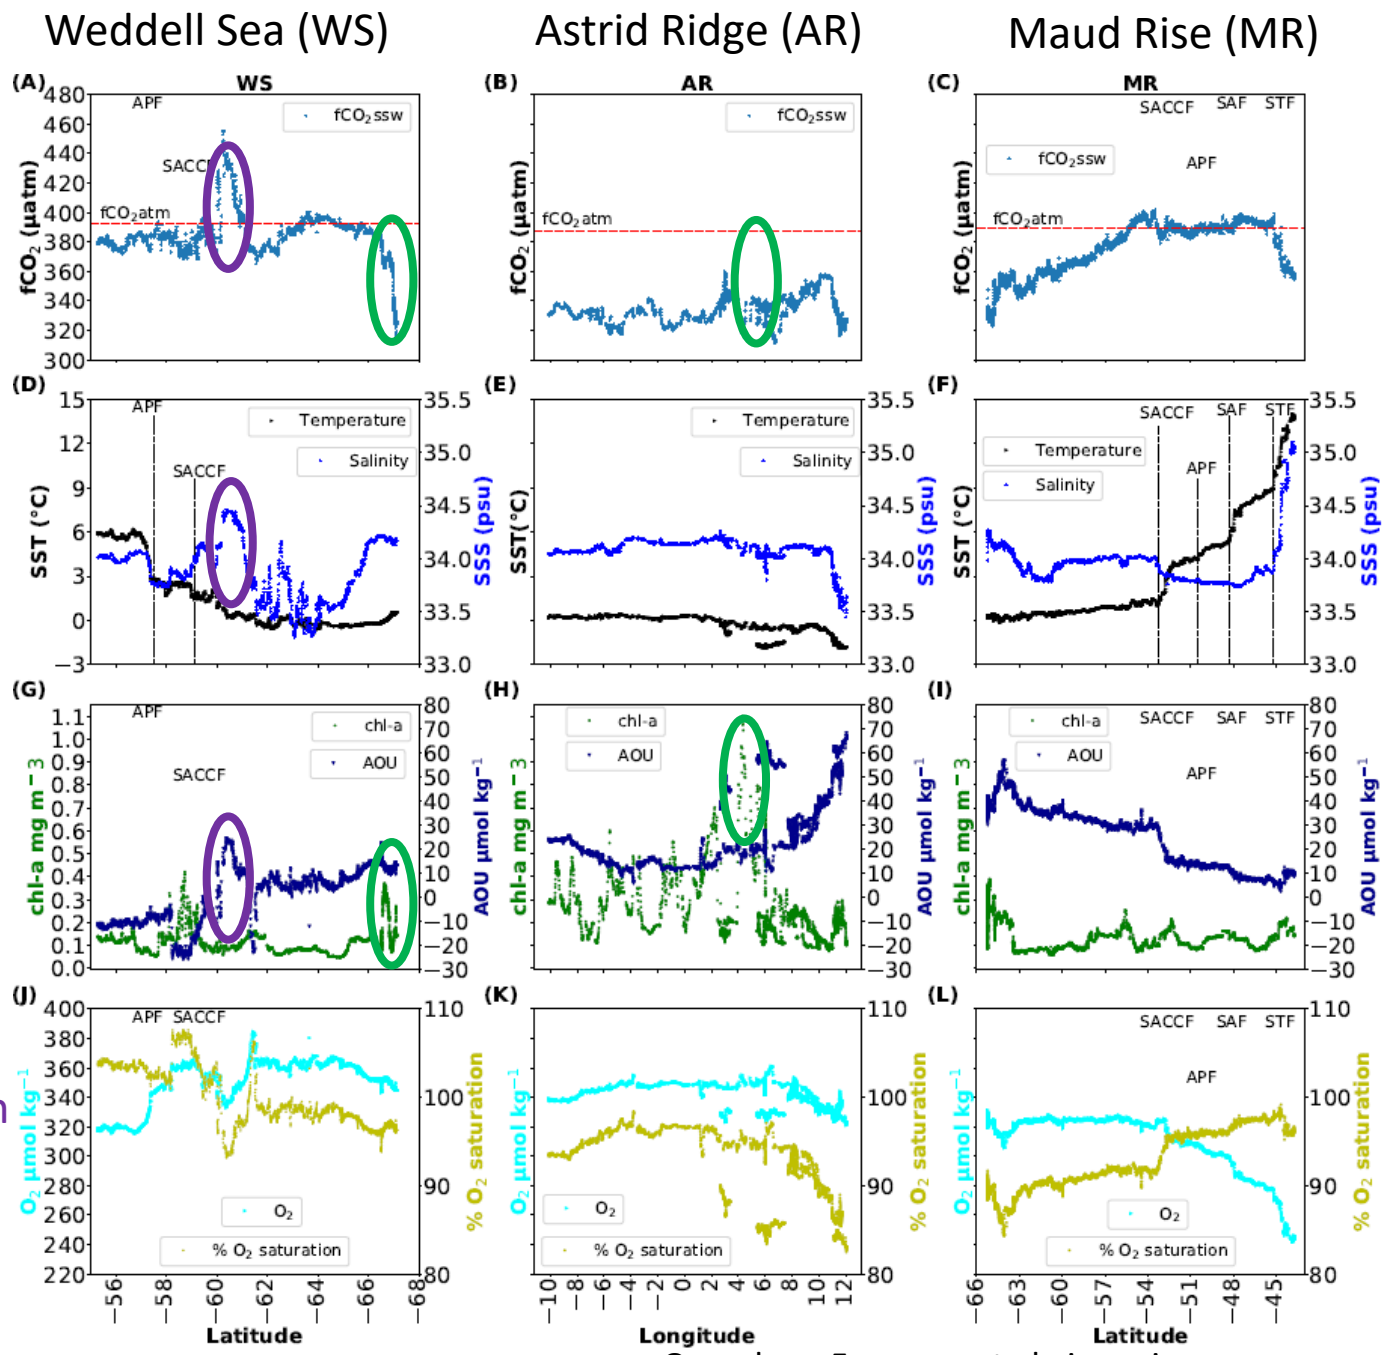 Weddell Sea (WS)
Astrid Ridge (AR)
Maud Rise (MR)
(A)
WS
480
460
440
420
400
380
360
340
320
300
fCO₂ (µatm)
APF
SACCF
fCO₂ssw
fCO₂atm
(B)
AR
fCO₂ (µatm)
fCO₂ssw
fCO₂atm
(C)
MR
fCO₂ (µatm)
SACCF
SAF
STF
APF
fCO₂ssw
fCO₂atm
(D)
15
12
9
6
3
0
−3
SST (°C)
APF
SACCF
Temperature
Salinity
35.5
35.0
34.5
34.0
33.5
33.0
SSS (psu)
(E)
SST(°C)
Temperature
Salinity
35.5
35.0
34.5
34.0
33.5
33.0
SSS (psu)
(F)
SST (°C)
SACCF
SAF
STF
APF
Temperature
Salinity
35.5
35.0
34.5
34.0
33.5
33.0
SSS (psu)
(G)
1.1
1.0
0.9
0.8
0.7
0.6
0.5
0.4
0.3
0.2
0.1
0.0
chl-a mg m⁻³
APF
SACCF
chl-a
AOU
80
70
60
50
40
30
20
10
0
−10
−20
−30
AOU µmol kg⁻¹
(H)
chl-a mg m⁻³
chl-a
AOU
80
70
60
50
40
30
20
10
0
−10
−20
−30
AOU µmol kg⁻¹
(I)
chl-a mg m⁻³
chl-a
AOU
SACCF
SAF
STF
APF
80
70
60
50
40
30
20
10
0
−10
−20
−30
AOU µmol kg⁻¹
(J)
400
380
360
340
320
300
280
260
240
220
O₂ µmol kg⁻¹
APF
SACCF
O₂
% O₂ saturation
110
100
90
80
% O₂ saturation
−56
−58
−60
−62
−64
−66
−68
Latitude
(K)
O₂ µmol kg⁻¹
O₂
% O₂ saturation
110
100
90
80
% O₂ saturation
−10
−8
−6
−4
−2
0
2
4
6
8
10
12
Longitude
(L)
O₂ µmol kg⁻¹
SACCF
SAF
STF
APF
O₂
% O₂ saturation
110
100
90
80
% O₂ saturation
−66
−63
−60
−57
−54
−51
−48
−45
Latitude